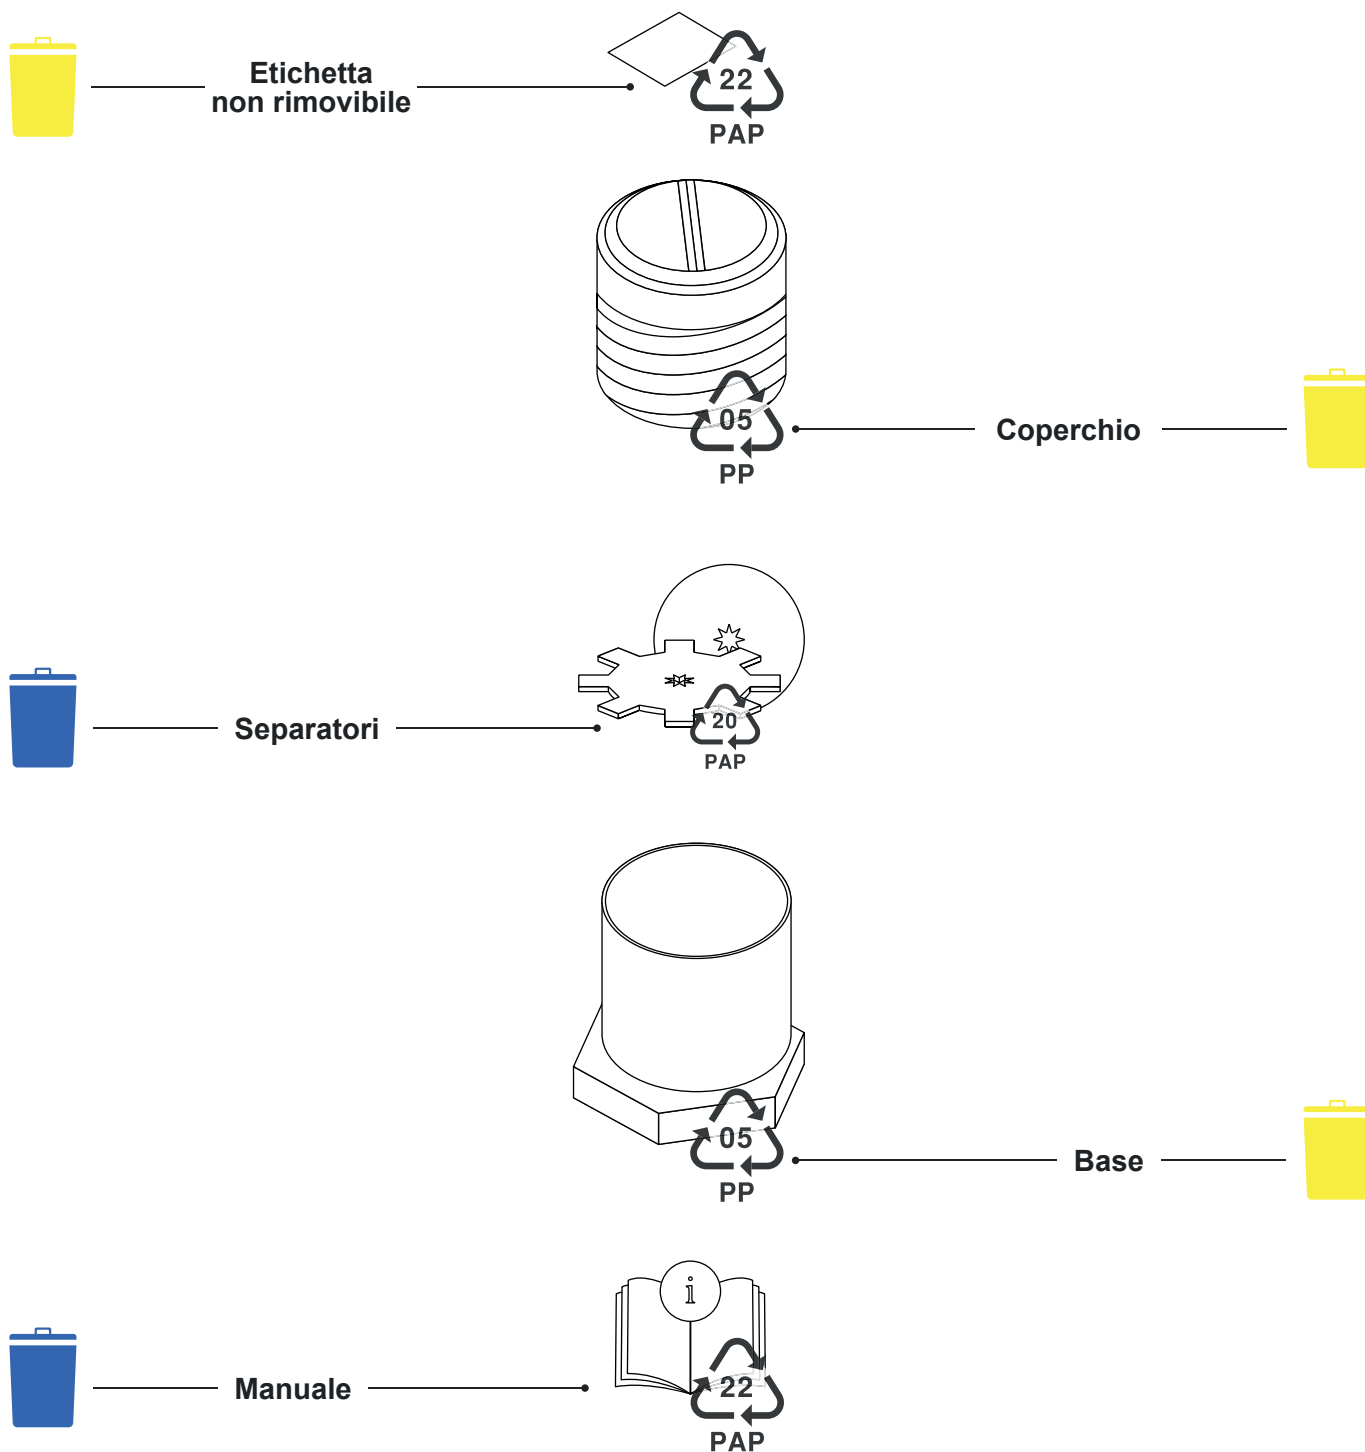 Etichetta
non rimovibile
22
PAP
05
PP
Coperchio
Separatori
20
PAP
05
PP
Base
i
Manuale
22
PAP